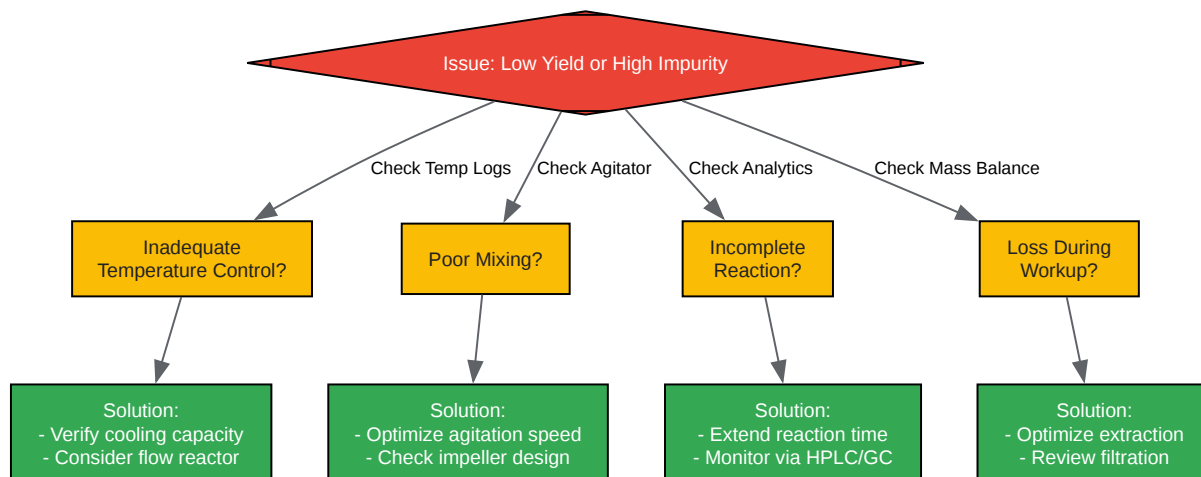 Issue: Low Yield or High Impurity
Check Temp Logs
Check Agitator
Check Analytics
Check Mass Balance
Inadequate
Temperature Control?
Poor Mixing?
Incomplete
Reaction?
Loss During
Workup?
Solution:
- Verify cooling capacity
- Consider flow reactor
Solution:
- Optimize agitation speed
- Check impeller design
Solution:
- Extend reaction time
- Monitor via HPLC/GC
Solution:
- Optimize extraction
- Review filtration